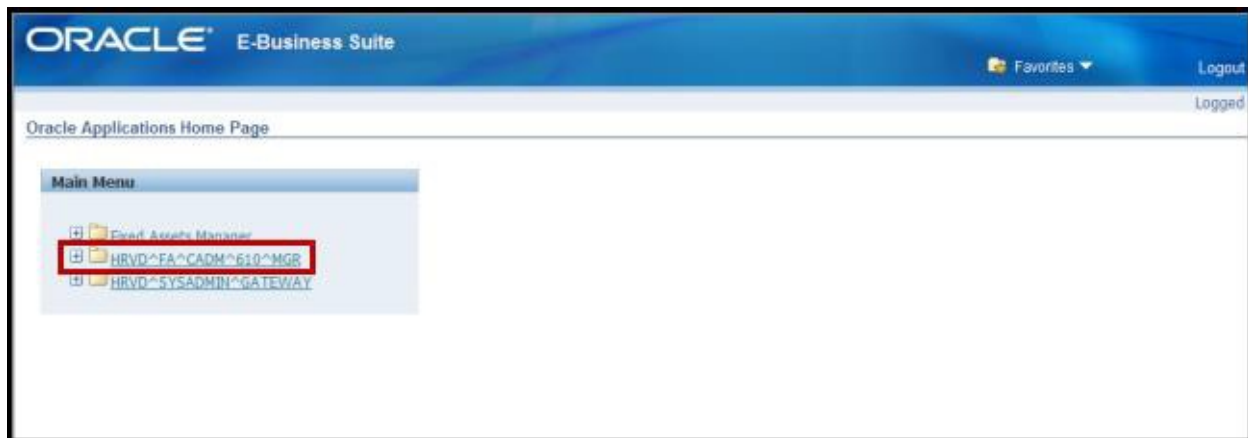 ORACLE® E-Business Suite
Favorites Logout
Logged
Oracle Applications Home Page
Main Menu
Fixed Assets Manager
HRVD^FA^CADM^610^MGR
HRVD^SYSADMIN^GATEWAY